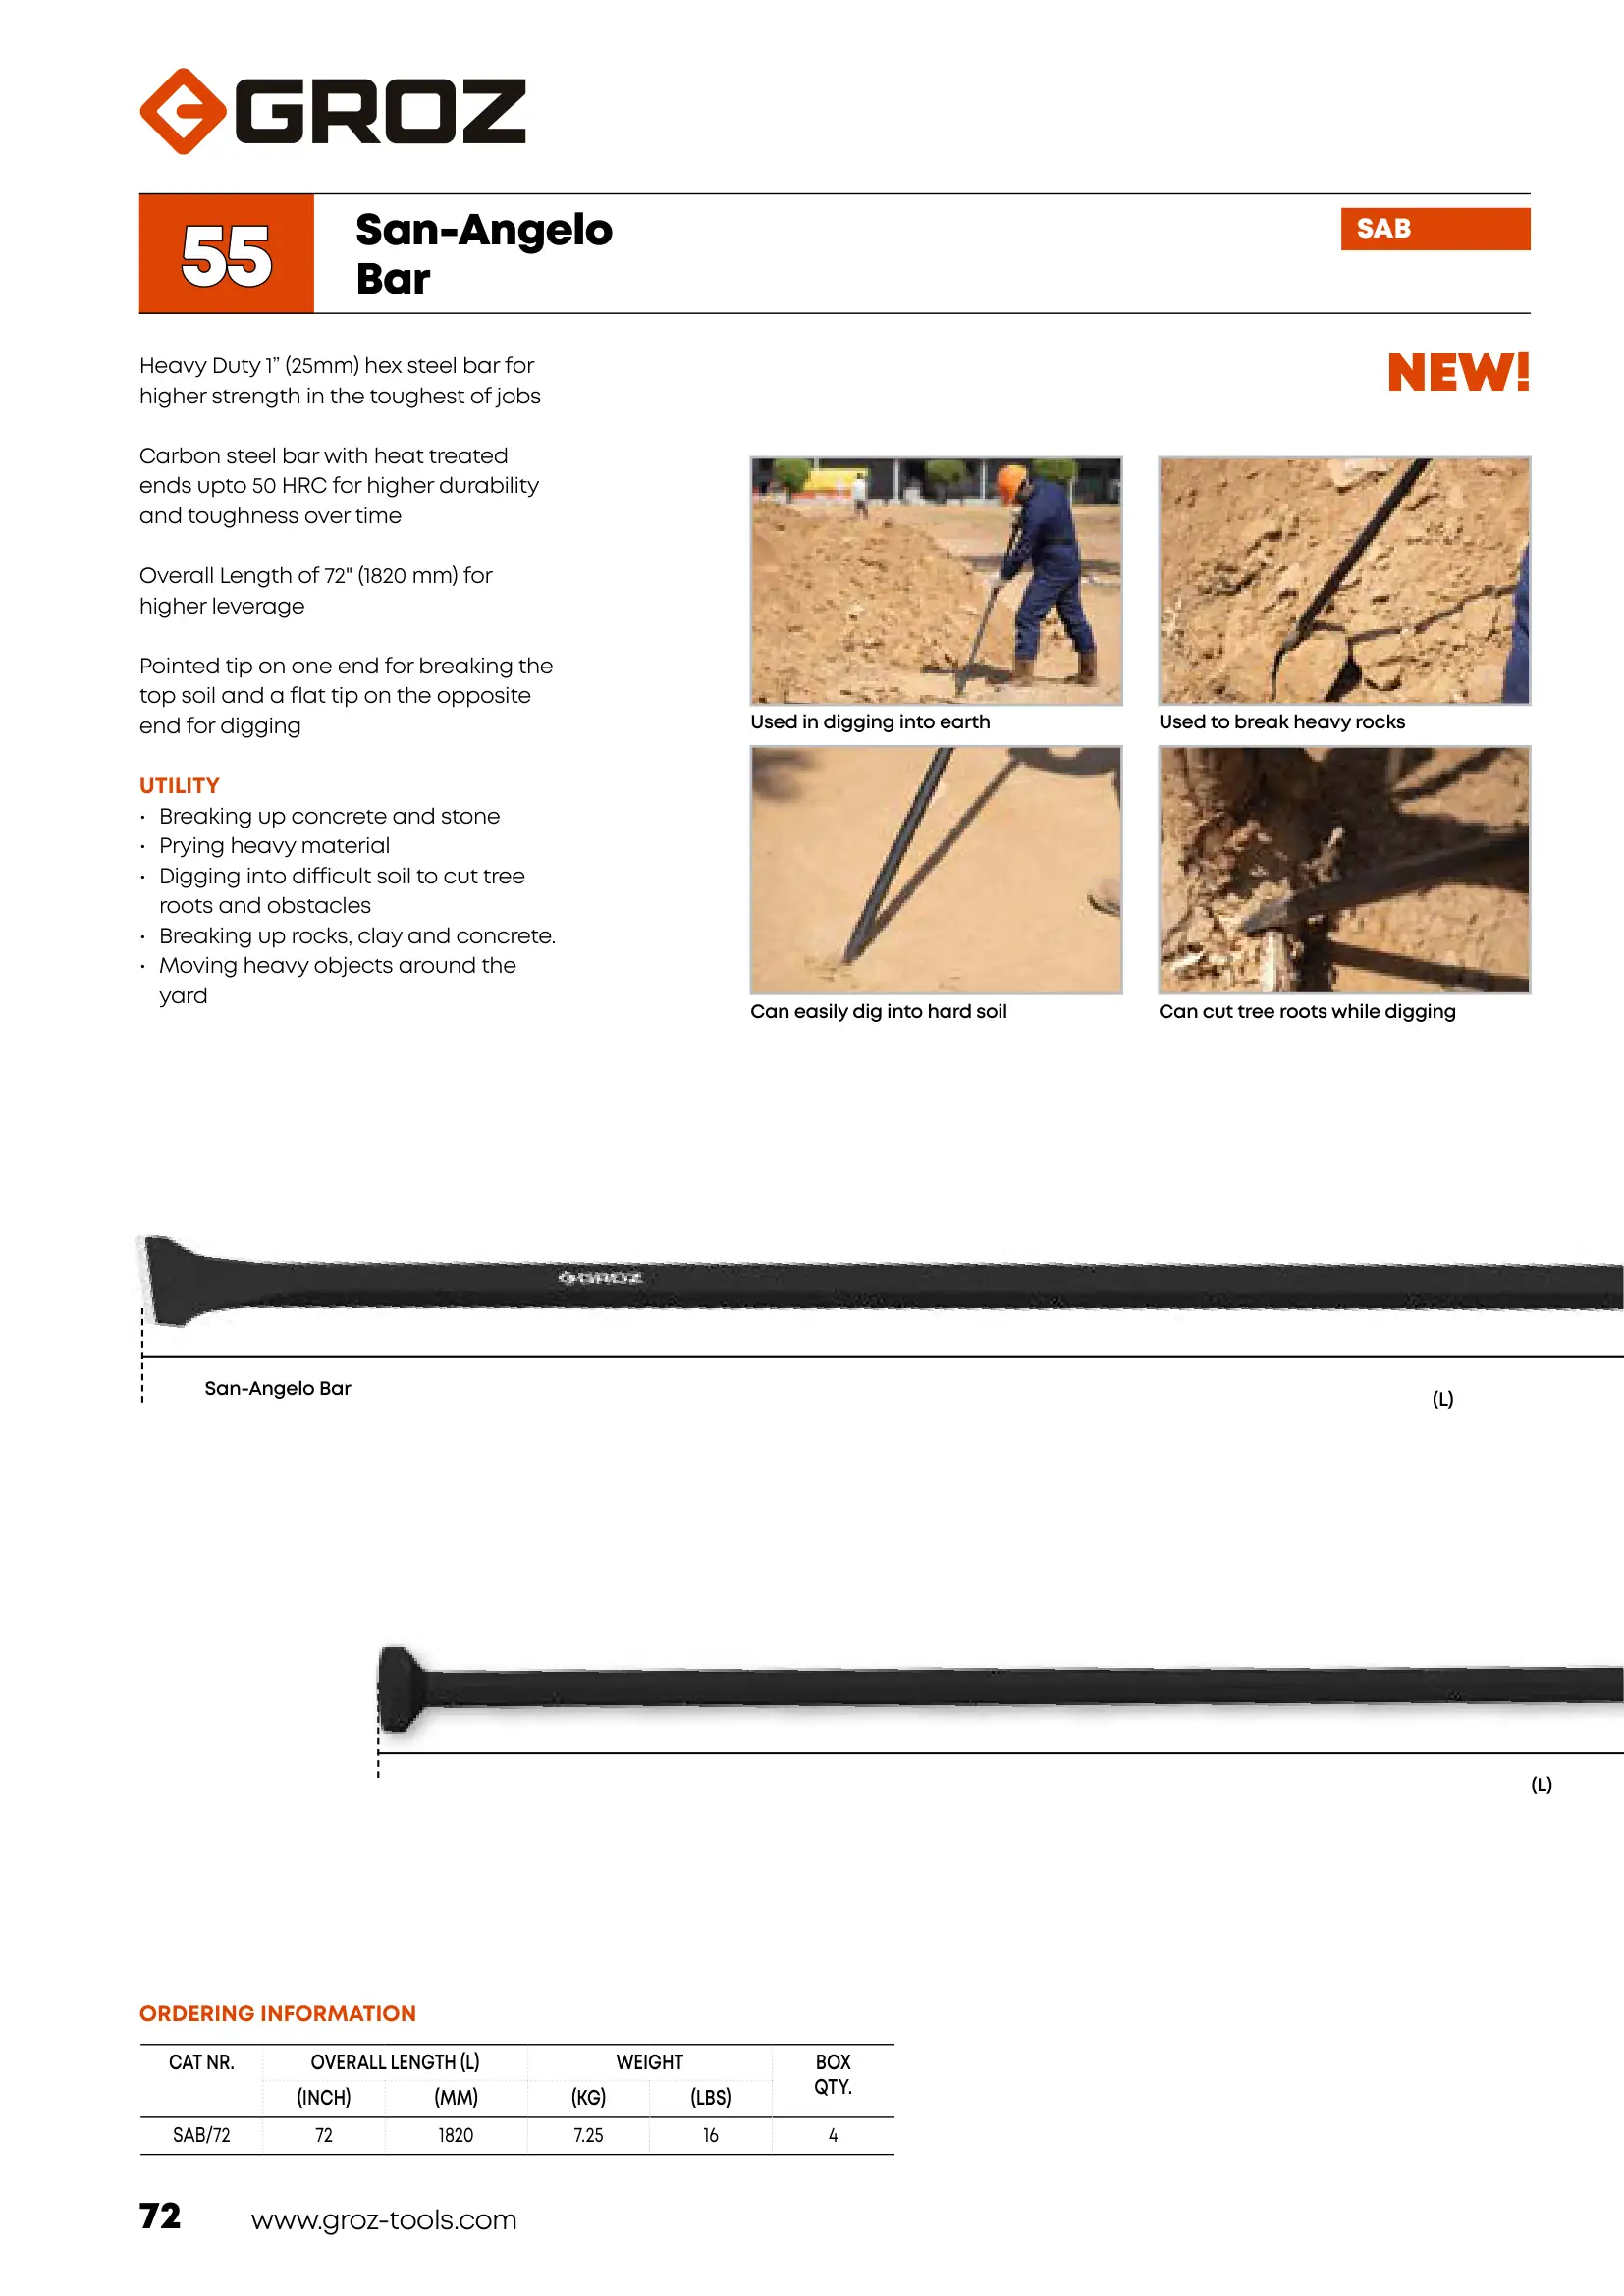 GROZ
55
San-Angelo
Bar
SAB
Heavy Duty 1” (25mm) hex steel bar for
higher strength in the toughest of jobs
Carbon steel bar with heat treated
ends upto 50 HRC for higher durability
and toughness over time
Overall Length of 72" (1820 mm) for
higher leverage
Pointed tip on one end for breaking the
top soil and a flat tip on the opposite
end for digging
UTILITY
• Breaking up concrete and stone
• Prying heavy material
• Digging into difficult soil to cut tree
roots and obstacles
• Breaking up rocks, clay and concrete.
• Moving heavy objects around the
yard
NEW!
Used in digging into earth
Used to break heavy rocks
Can easily dig into hard soil
Can cut tree roots while digging
GROZ
San-Angelo Bar
(L)
(L)
ORDERING INFORMATION
CAT NR. OVERALL LENGTH (L) WEIGHT BOX
QTY.
(INCH) (MM) (KG) (LBS)
SAB/72 72 1820 7.25 16 4
72 www.groz-tools.com